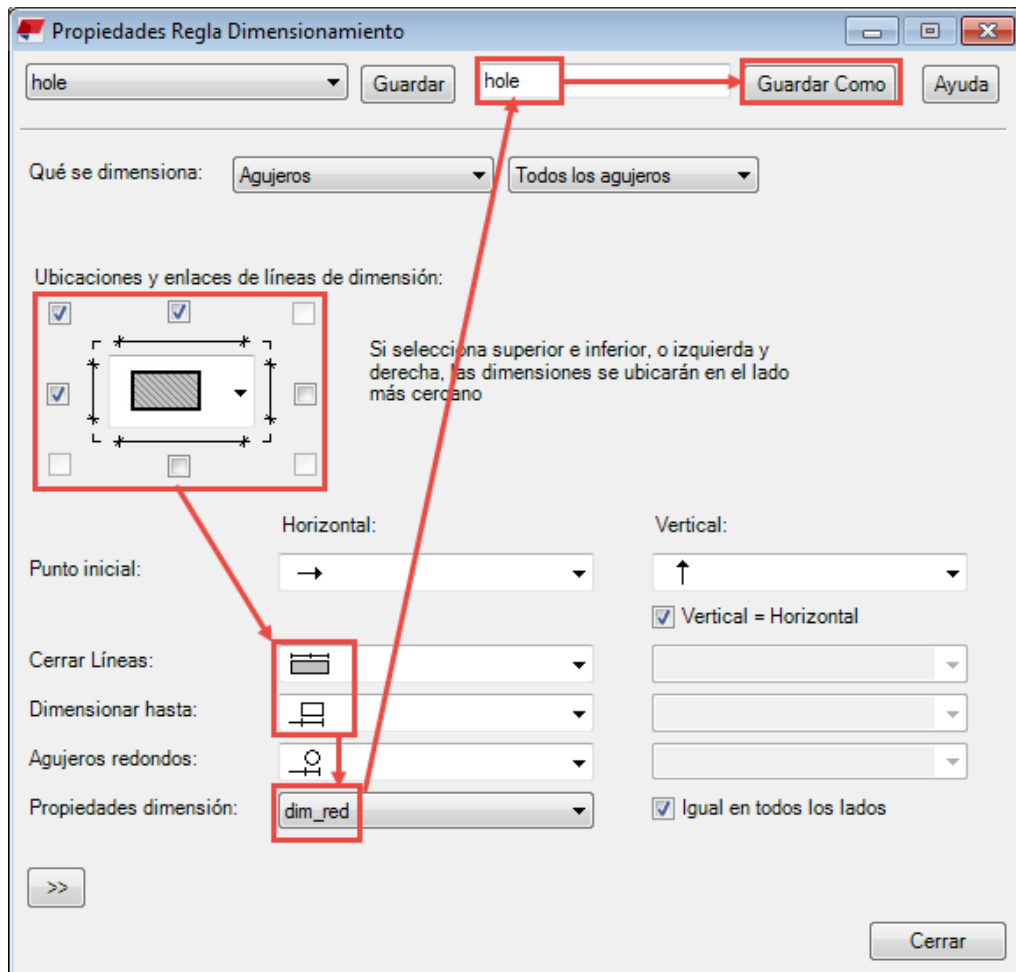 Propiedades Regla Dimensionamiento
hole Guardar hole Guardar Como Ayuda
Qué se dimensiona: Agujeros Todos los agujeros
Ubicaciones y enlaces de líneas de dimensión:
Si selecciona superior e inferior, o izquierda y
derecha, las dimensiones se ubicarán en el lado
más cercano
Horizontal: Vertical:
Punto inicial:
Vertical = Horizontal
Cerrar Líneas:
Dimensionar hasta:
Agujeros redondos:
Propiedades dimensión: dim_red Igual en todos los lados
>>
Cerrar